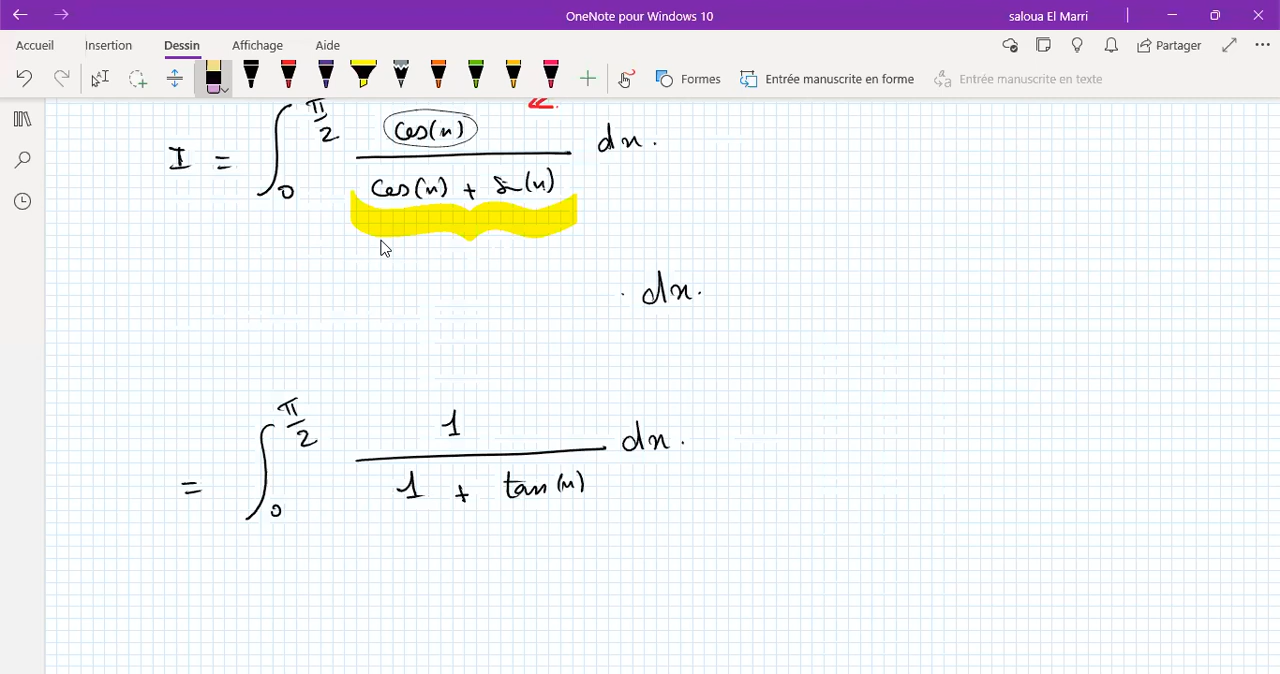 OneNote pour Windows 10
saloua El Marri
Accueil Insertion Dessin Affichage Aide
Partager
Formes Entrée manuscrite en forme Entrée manuscrite en texte
I = ∫₀^(π/2) cos(x) / (cos(x) + sin(x)) dx.
. dx.
= ∫₀^(π/2) 1 / (1 + tan(x)) dx.